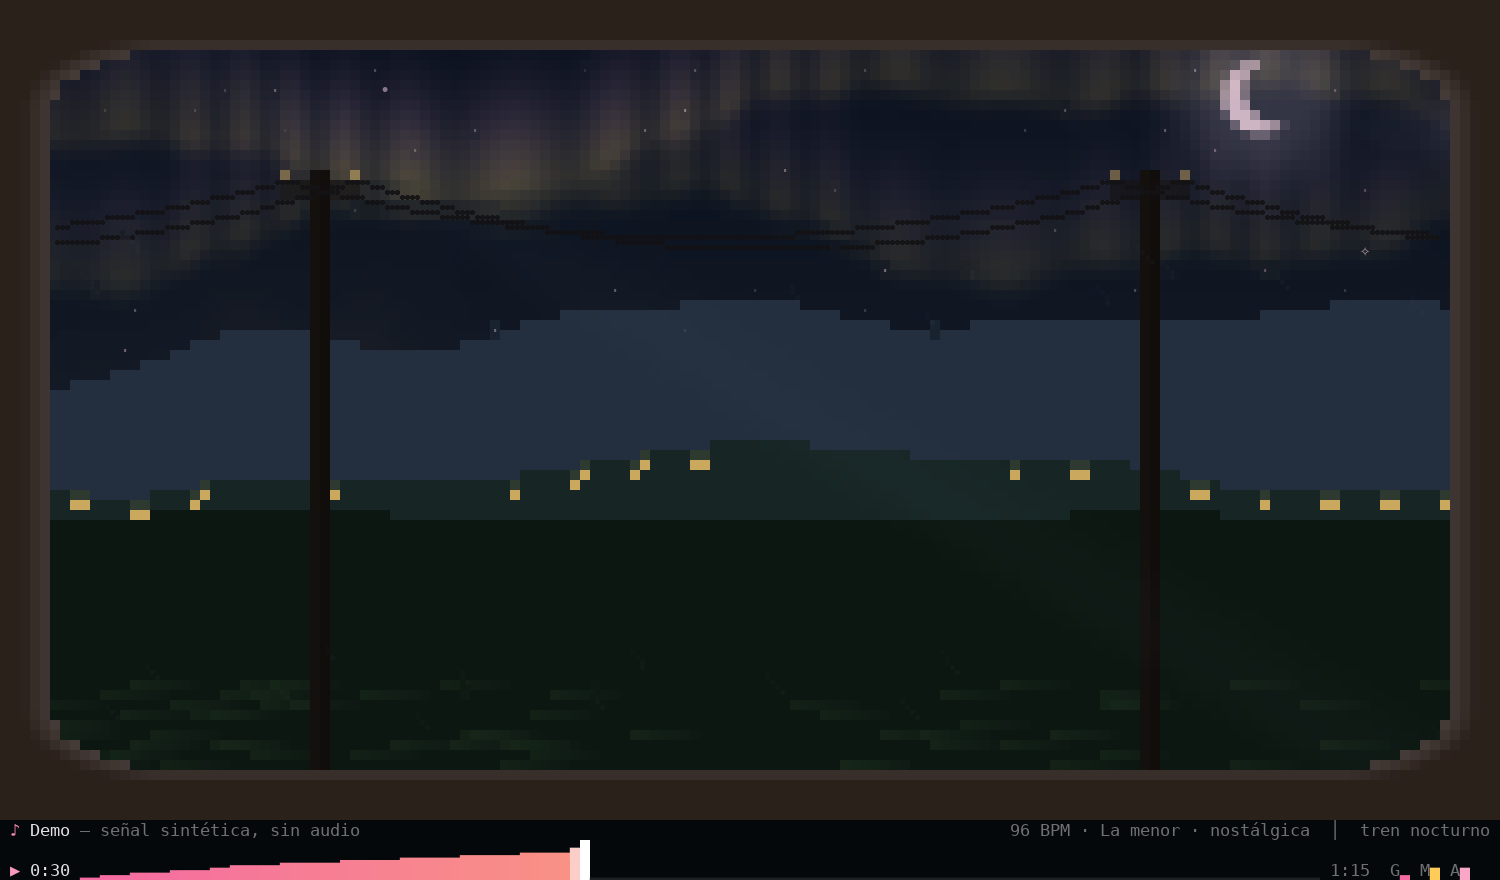 ♪ Demo — señal sintética, sin audio
96 BPM · La menor · nostálgica │ tren nocturno
▶ 0:30
1:15 G M A